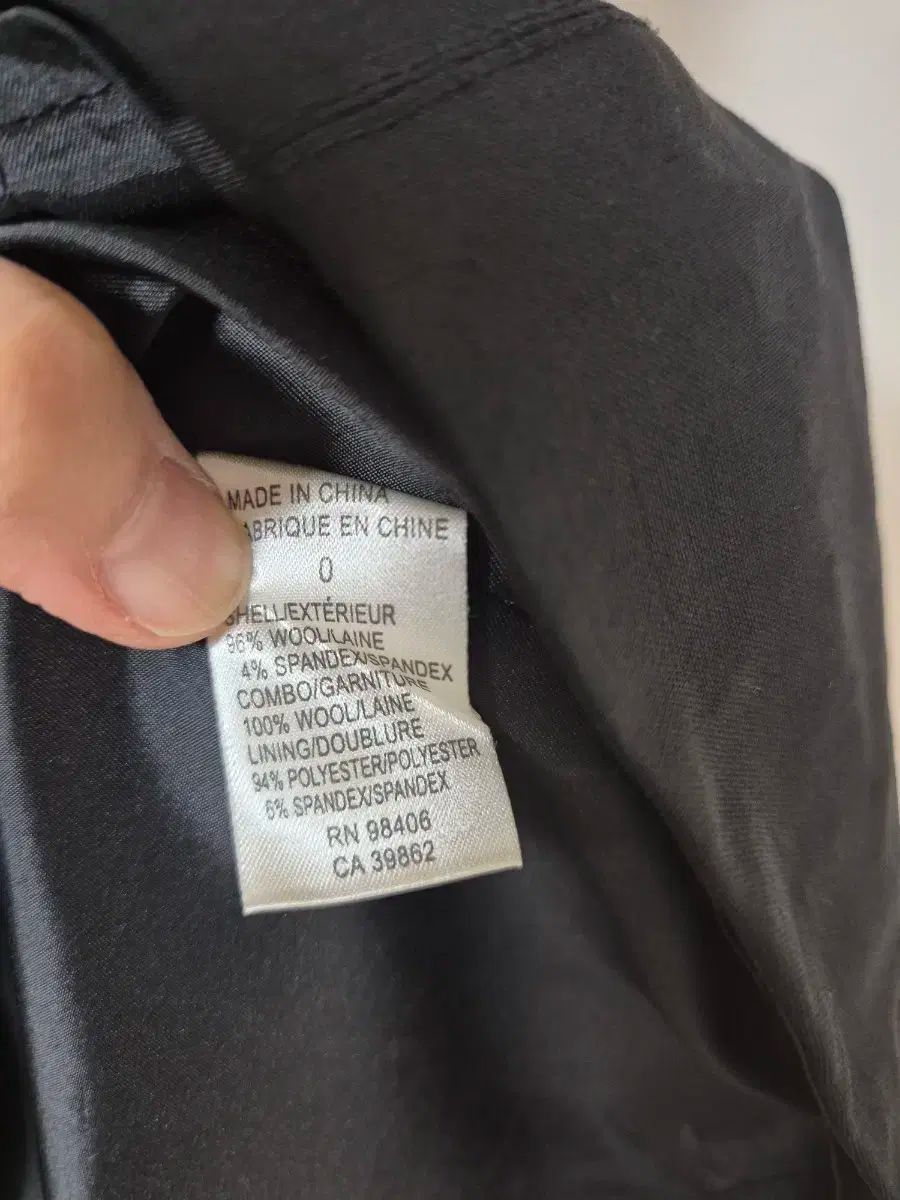 MADE IN CHINA
FABRIQUE EN CHINE
0
SHELL/EXTÉRIEUR
96% WOOL/LAINE
4% SPANDEX/SPANDEX
COMBO/GARNITURE
100% WOOL/LAINE
LINING/DOUBLURE
94% POLYESTER/POLYESTER
6% SPANDEX/SPANDEX
RN 98406
CA 39862